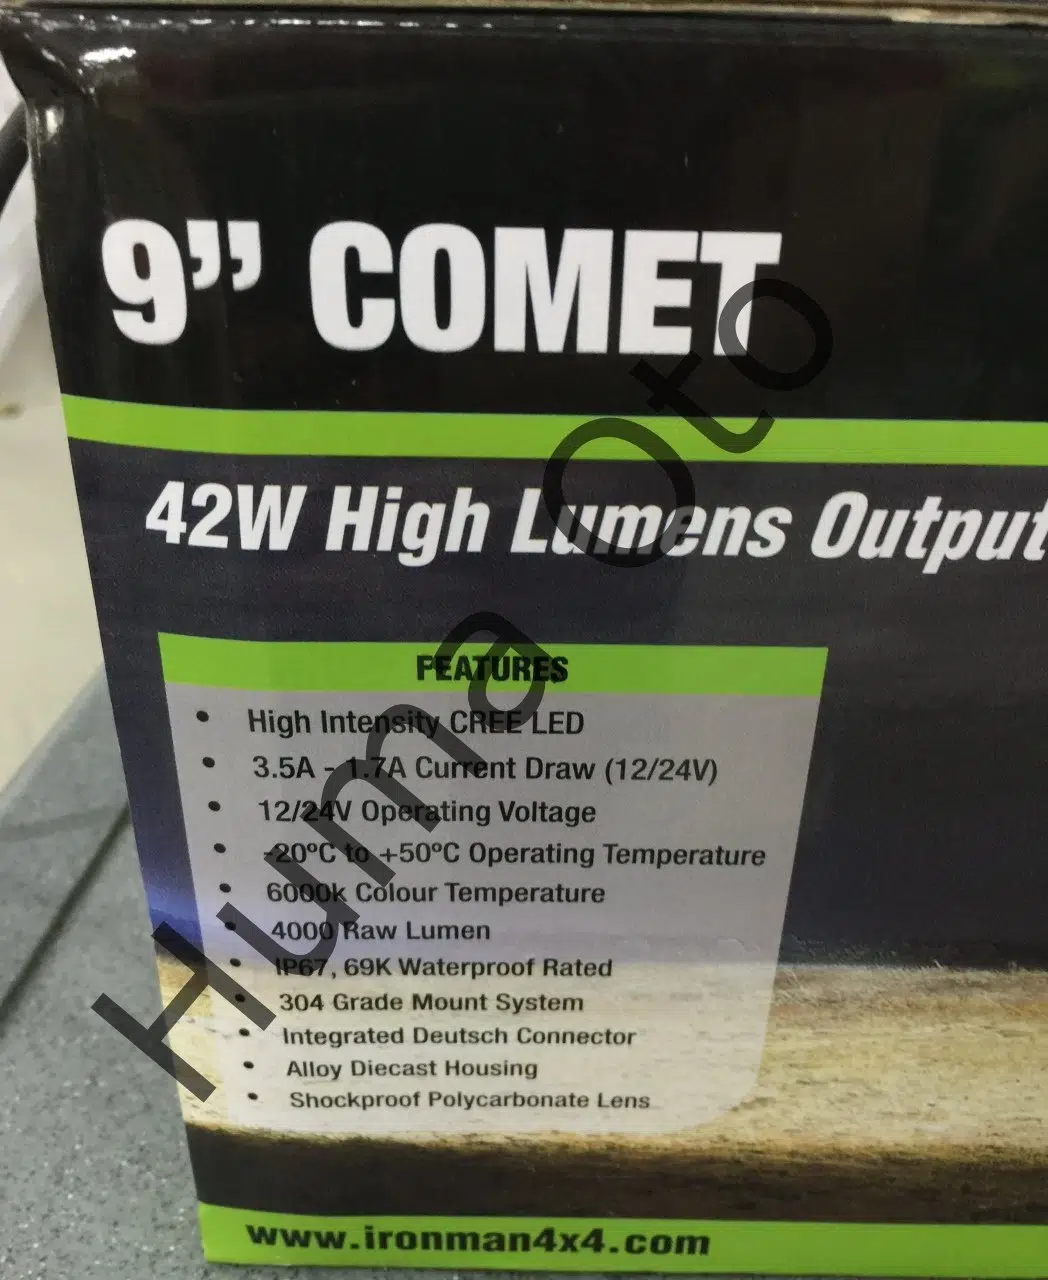 9” COMET
42W High Lumens Output
FEATURES
• High Intensity CREE LED
• 3.5A - 1.7A Current Draw (12/24V)
• 12/24V Operating Voltage
• -20ºC to +50ºC Operating Temperature
• 6000k Colour Temperature
• 4000 Raw Lumen
• IP67, 69K Waterproof Rated
• 304 Grade Mount System
• Integrated Deutsch Connector
• Alloy Diecast Housing
• Shockproof Polycarbonate Lens
www.ironman4x4.com
Huma Oto